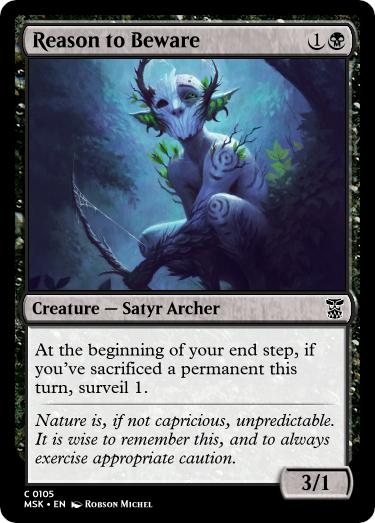 Reason to Beware 1
Creature — Satyr Archer
At the beginning of your end step, if
you've sacrificed a permanent this
turn, surveil 1.
Nature is, if not capricious, unpredictable.
It is wise to remember this, and to always
exercise appropriate caution.
3/1
C 0105
MSK • EN Robson Michel